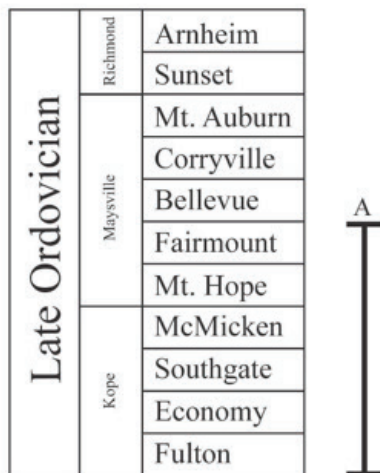 Late Ordovician
Richmond
Arnheim
Sunset
Maysville
Mt. Auburn
Corryville
Bellevue
Fairmount
Mt. Hope
Kope
McMicken
Southgate
Economy
Fulton
A